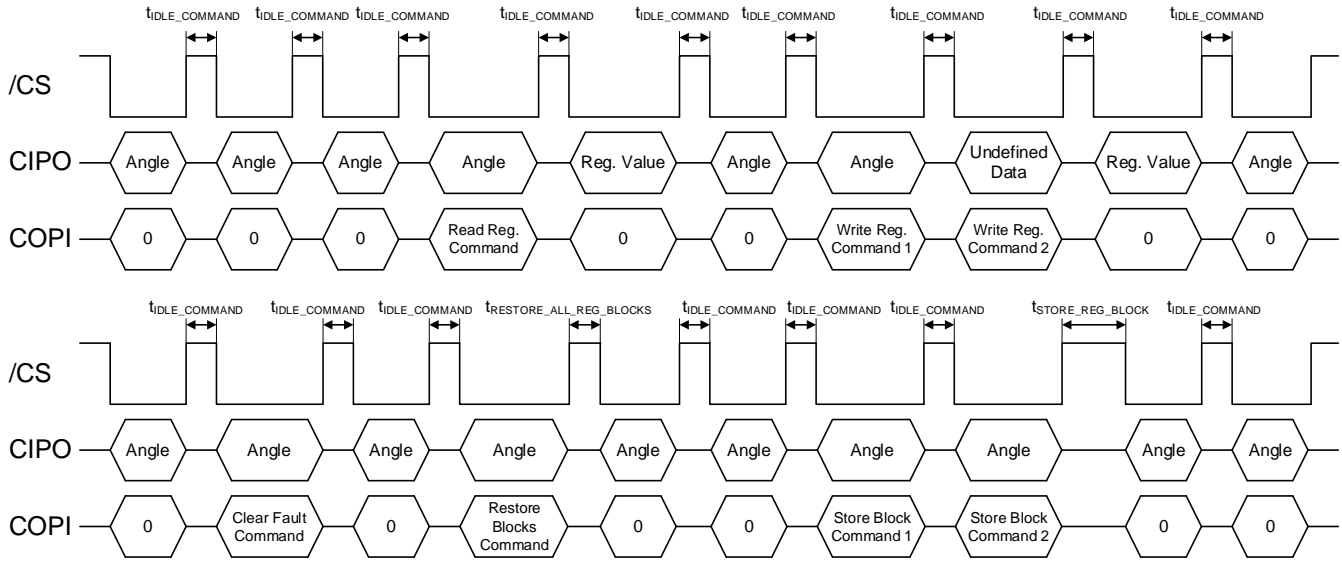 tIDLE_COMMAND tIDLE_COMMAND tIDLE_COMMAND tIDLE_COMMAND tIDLE_COMMAND tIDLE_COMMAND tIDLE_COMMAND tIDLE_COMMAND tIDLE_COMMAND
/CS
CIPO Angle Angle Angle Angle Reg. Value Angle Angle Undefined Data Reg. Value Angle
COPI 0 0 0 Read Reg. Command 0 0 Write Reg. Command 1 Write Reg. Command 2 0 0
tIDLE_COMMAND tIDLE_COMMAND tIDLE_COMMAND tRESTORE_ALL_REG_BLOCKS tIDLE_COMMAND tIDLE_COMMAND tIDLE_COMMAND tSTORE_REG_BLOCK tIDLE_COMMAND
/CS
CIPO Angle Angle Angle Angle Angle Angle Angle Angle Angle Angle
COPI 0 Clear Fault Command 0 Restore Blocks Command 0 0 Store Block Command 1 Store Block Command 2 0 0